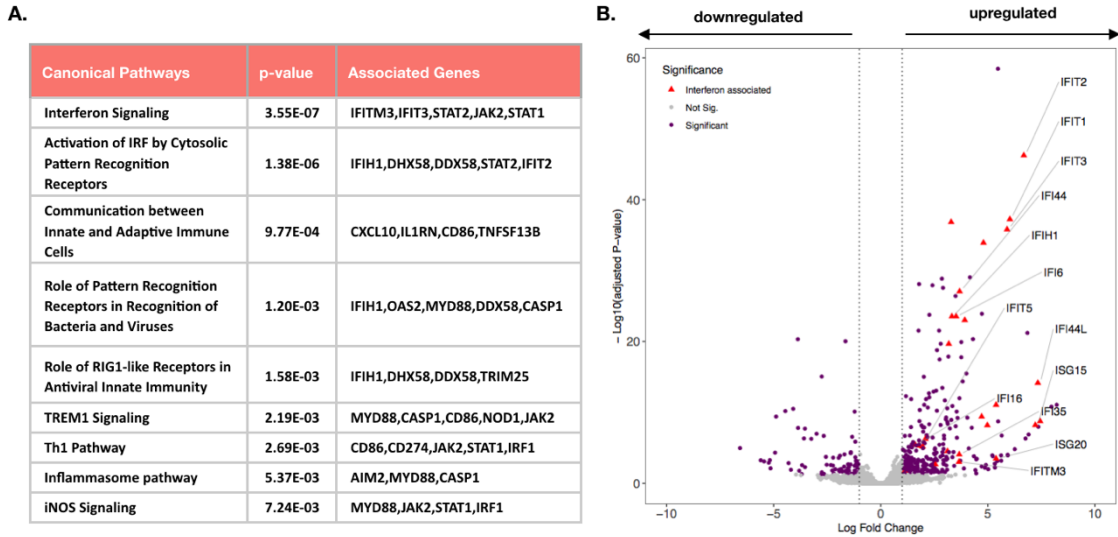 A.
Canonical Pathways p-value Associated Genes
Interferon Signaling 3.55E-07 IFITM3,IFIT3,STAT2,JAK2,STAT1
Activation of IRF by Cytosolic
Pattern Recognition
Receptors
1.38E-06 IFIH1,DHX58,DDX58,STAT2,IFIT2
Communication between
Innate and Adaptive Immune
Cells
9.77E-04 CXCL10,IL1RN,CD86,TNFSF13B
Role of Pattern Recognition
Receptors in Recognition of
Bacteria and Viruses
1.20E-03 IFIH1,OAS2,MYD88,DDX58,CASP1
Role of RIG1-like Receptors in
Antiviral Innate Immunity
1.58E-03 IFIH1,DHX58,DDX58,TRIM25
TREM1 Signaling 2.19E-03 MYD88,CASP1,CD86,NOD1,JAK2
Th1 Pathway 2.69E-03 CD86,CD274,JAK2,STAT1,IRF1
Inflammasome pathway 5.37E-03 AIM2,MYD88,CASP1
iNOS Signaling 7.24E-03 MYD88,JAK2,STAT1,IRF1
B.
downregulated upregulated
Significance
Interferon associated
Not Sig.
Significant
IFIT2
IFIT1
IFIT3
IFI44
IFIH1
IFI6
IFIT5
IFI44L
ISG15
IFI16
IFI35
ISG20
IFITM3
60
40
20
0
− Log10(adjusted P-value)
−10 −5 0 5 10
Log Fold Change